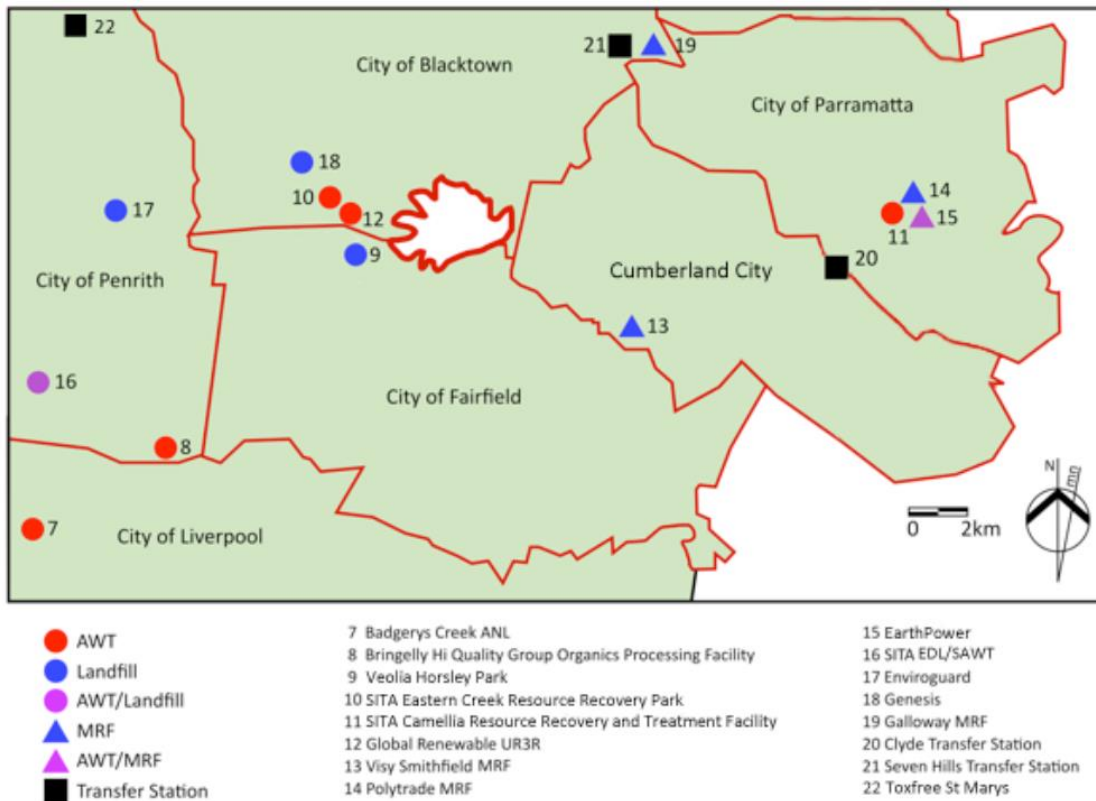 22
City of Blacktown
21
19
City of Parramatta
18
10
17
12
14
15
11
9
20
City of Penrith
Cumberland City
13
16
City of Fairfield
8
N
mn
0 2km
7
City of Liverpool
AWT
Landfill
AWT/Landfill
MRF
AWT/MRF
Transfer Station
7 Badgerys Creek ANL
8 Bringelly Hi Quality Group Organics Processing Facility
9 Veolia Horsley Park
10 SITA Eastern Creek Resource Recovery Park
11 SITA Camellia Resource Recovery and Treatment Facility
12 Global Renewable UR3R
13 Visy Smithfield MRF
14 Polytrade MRF
15 EarthPower
16 SITA EDL/SAWT
17 Enviroguard
18 Genesis
19 Galloway MRF
20 Clyde Transfer Station
21 Seven Hills Transfer Station
22 Toxfree St Marys